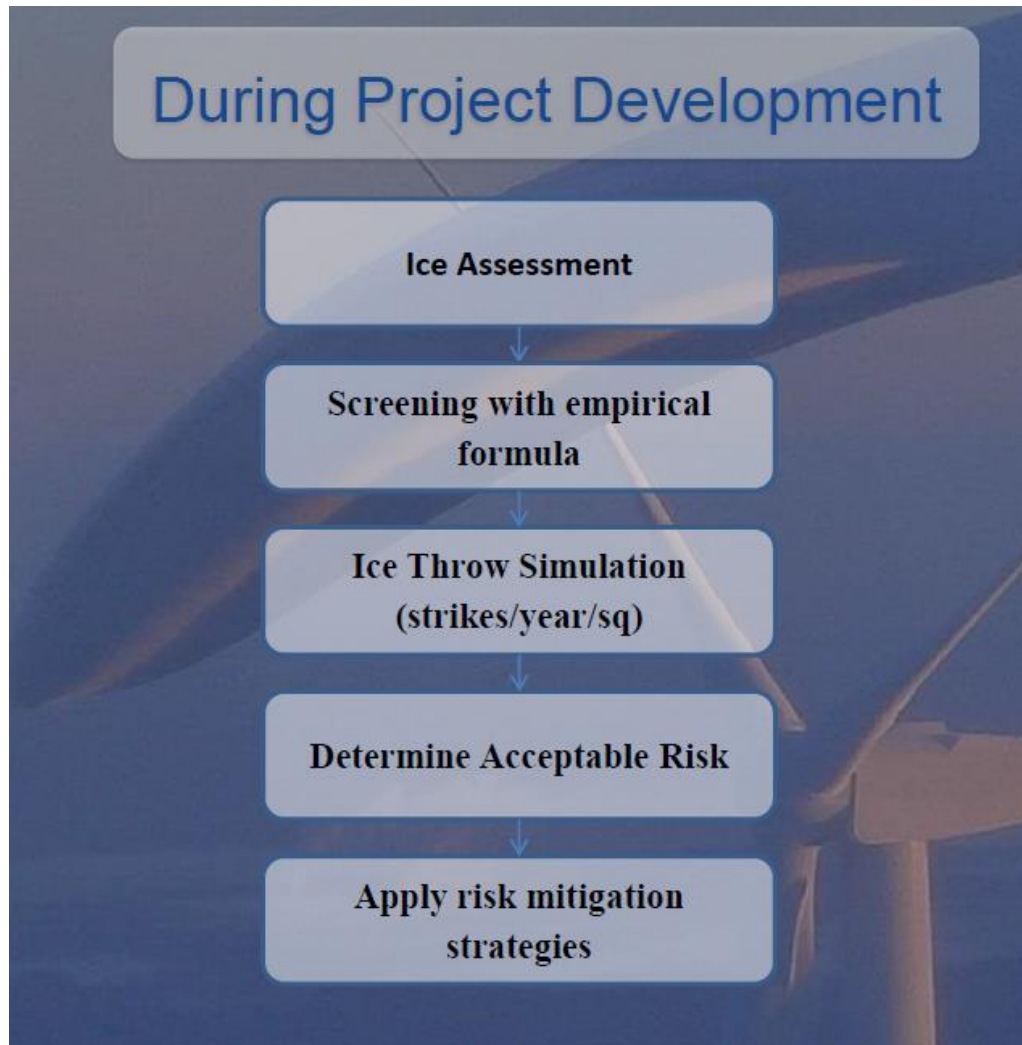 During Project Development
Ice Assessment
Screening with empirical
formula
Ice Throw Simulation
(strikes/year/sq)
Determine Acceptable Risk
Apply risk mitigation
strategies